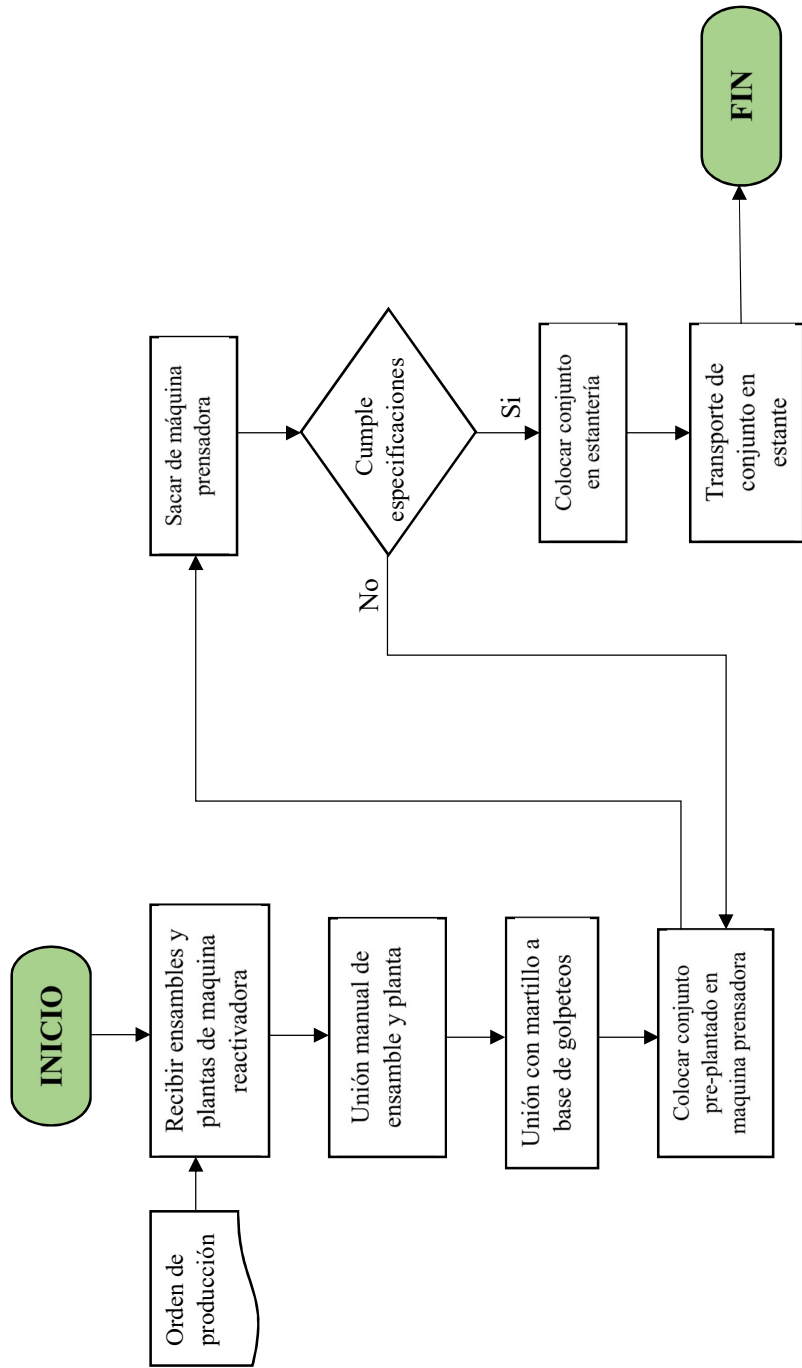 INICIO
Orden de
producción
Recibir ensambles y
plantas de maquina
reactivadora
Unión manual de
ensamble y planta
Unión con martillo a
base de golpeteos
Colocar conjunto
pre-plantado en
maquina prensadora
Sacar de máquina
prensadora
Cumple
especificaciones
No
Si
Colocar conjunto
en estantería
Transporte de
conjunto en
estante
FIN